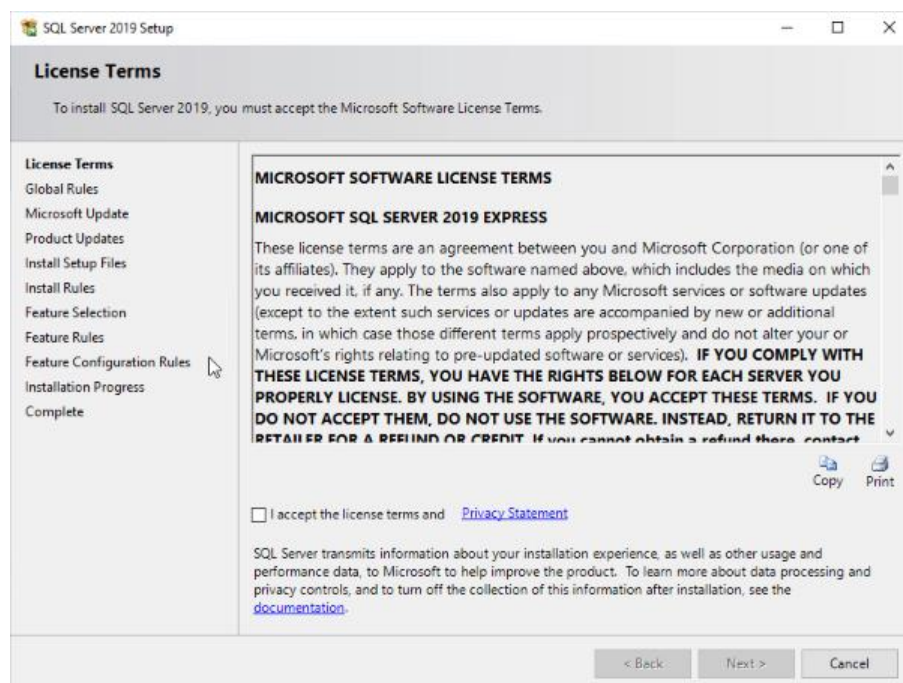 SQL Server 2019 Setup
License Terms
To install SQL Server 2019, you must accept the Microsoft Software License Terms.
License Terms
Global Rules
Microsoft Update
Product Updates
Install Setup Files
Install Rules
Feature Selection
Feature Rules
Feature Configuration Rules
Installation Progress
Complete
MICROSOFT SOFTWARE LICENSE TERMS
MICROSOFT SQL SERVER 2019 EXPRESS
These license terms are an agreement between you and Microsoft Corporation (or one of
its affiliates). They apply to the software named above, which includes the media on which
you received it, if any. The terms also apply to any Microsoft services or software updates
(except to the extent such services or updates are accompanied by new or additional
terms, in which case those different terms apply prospectively and do not alter your or
Microsoft's rights relating to pre-updated software or services). IF YOU COMPLY WITH
THESE LICENSE TERMS, YOU HAVE THE RIGHTS BELOW FOR EACH SERVER YOU
PROPERLY LICENSE. BY USING THE SOFTWARE, YOU ACCEPT THESE TERMS. IF YOU
DO NOT ACCEPT THEM, DO NOT USE THE SOFTWARE. INSTEAD, RETURN IT TO THE
RETAILER FOR A REFUND OR CREDIT. If you cannot obtain a refund there, contact
Copy Print
I accept the license terms and Privacy Statement
SQL Server transmits information about your installation experience, as well as other usage and
performance data, to Microsoft to help improve the product. To learn more about data processing and
privacy controls, and to turn off the collection of this information after installation, see the
documentation.
< Back Next > Cancel